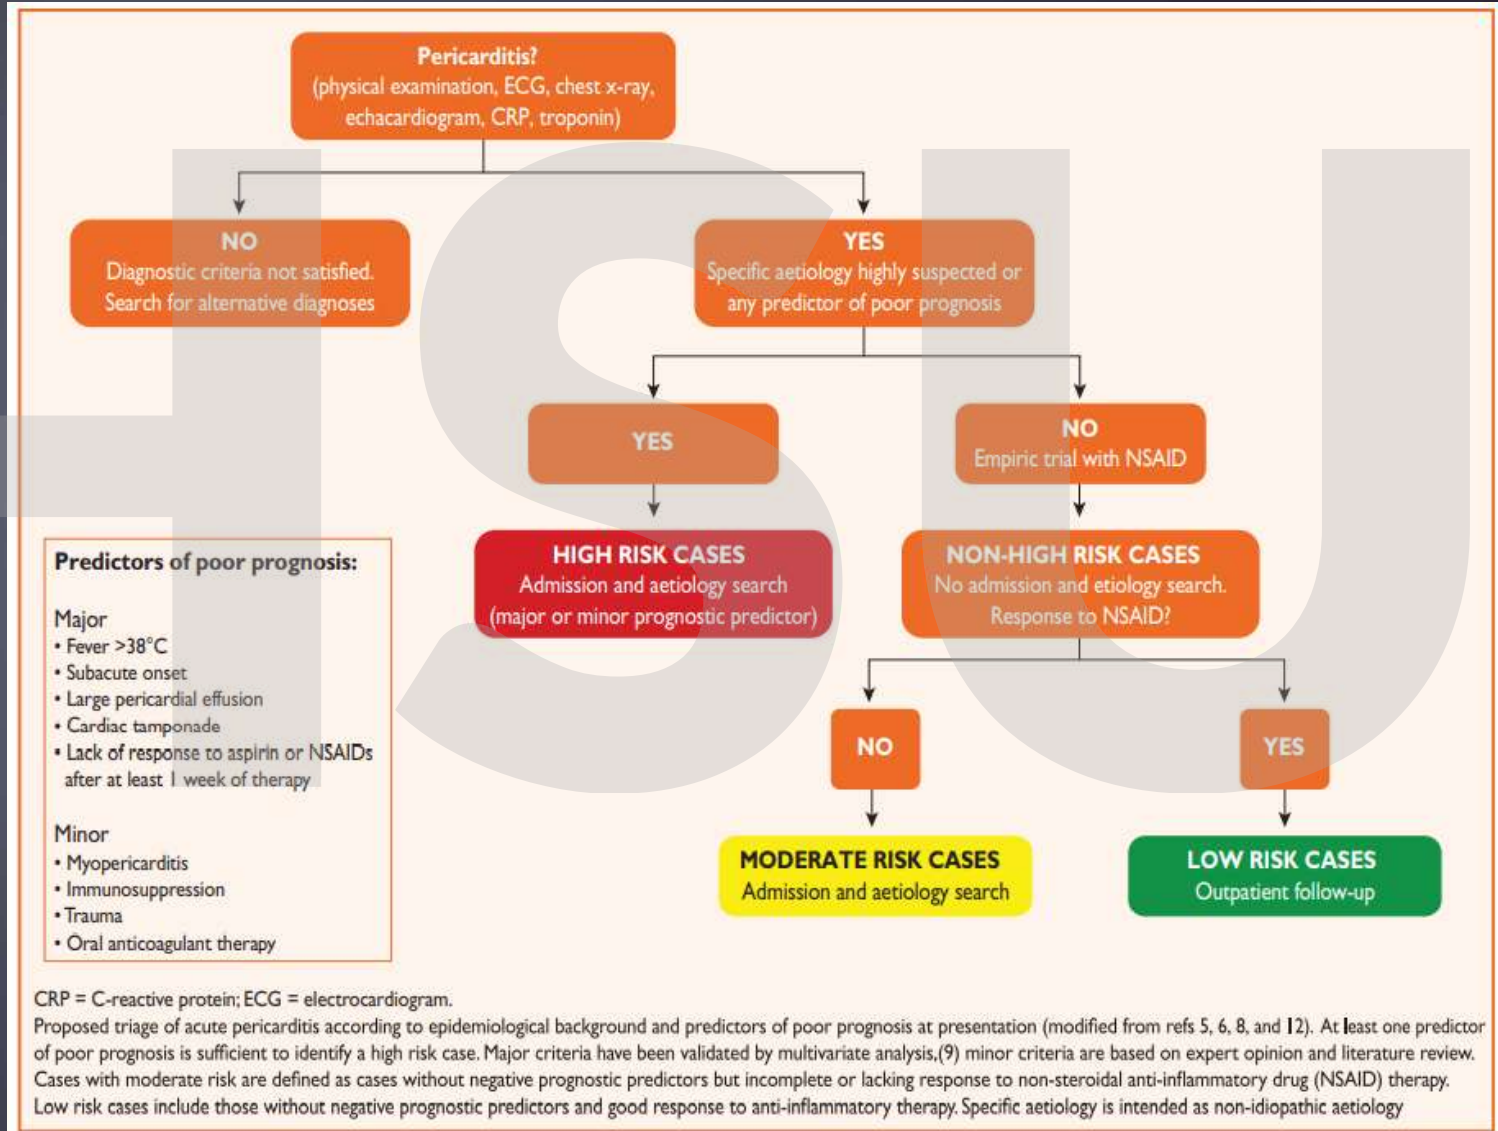 Pericarditis?
(physical examination, ECG, chest x-ray,
echacardiogram, CRP, troponin)
NO
Diagnostic criteria not satisfied.
Search for alternative diagnoses
YES
Specific aetiology highly suspected or
any predictor of poor prognosis
YES
NO
Empiric trial with NSAID
HIGH RISK CASES
Admission and aetiology search
(major or minor prognostic predictor)
NON-HIGH RISK CASES
No admission and etiology search.
Response to NSAID?
Predictors of poor prognosis:
Major
• Fever >38°C
• Subacute onset
• Large pericardial effusion
• Cardiac tamponade
• Lack of response to aspirin or NSAIDs
after at least 1 week of therapy
Minor
• Myopericarditis
• Immunosuppression
• Trauma
• Oral anticoagulant therapy
NO
YES
MODERATE RISK CASES
Admission and aetiology search
LOW RISK CASES
Outpatient follow-up
CRP = C-reactive protein; ECG = electrocardiogram.
Proposed triage of acute pericarditis according to epidemiological background and predictors of poor prognosis at presentation (modified from refs 5, 6, 8, and 12). At least one predictor
of poor prognosis is sufficient to identify a high risk case. Major criteria have been validated by multivariate analysis,(9) minor criteria are based on expert opinion and literature review.
Cases with moderate risk are defined as cases without negative prognostic predictors but incomplete or lacking response to non-steroidal anti-inflammatory drug (NSAID) therapy.
Low risk cases include those without negative prognostic predictors and good response to anti-inflammatory therapy. Specific aetiology is intended as non-idiopathic aetiology
HSU